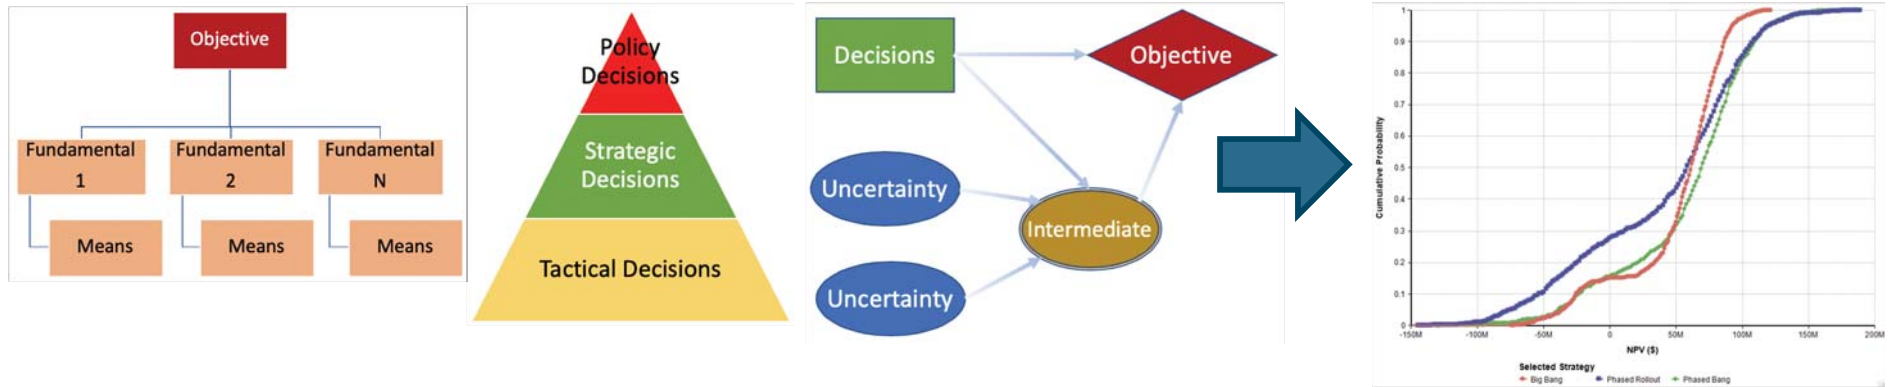 Objective
Fundamental
1
Fundamental
2
Fundamental
N
Means
Means
Means
Policy
Decisions
Strategic
Decisions
Tactical Decisions
Decisions
Objective
Uncertainty
Intermediate
Uncertainty
Cumulative Probability
1
0.9
0.8
0.7
0.6
0.5
0.4
0.3
0.2
0.1
0
-150M
-100M
-50M
0
50M
100M
150M
200M
NPV ($)
Selected Strategy
Big Bang
Phased Rollout
Phased Bang